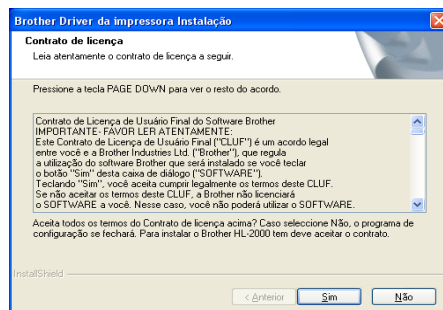 Brother Driver da impressora Instalação
Contrato de licença
Leia atentamente o contrato de licença a seguir.
Pressione a tecla PAGE DOWN para ver o resto do acordo.
Contrato de Licença de Usuário Final do Software Brother
IMPORTANTE- FAVOR LER ATENTAMENTE:
Este Contrato de Licença de Usuário Final ("CLUF") é um acordo legal
entre você e a Brother Industries Ltd. ("Brother"), que regula
a utilização do software Brother que será instalado se você teclar
o botão "Sim" desta caixa de diálogo ("SOFTWARE").
Teclando "Sim", você aceita cumprir legalmente os termos deste CLUF.
Se não aceitar os termos deste CLUF, a Brother não licenciará
o SOFTWARE a você. Nesse caso, você não poderá utilizar o SOFTWARE.
Aceita todos os termos do Contrato de licença acima? Caso seleccione Não, o programa de
configuração se fechará. Para instalar o Brother HL-2000 tem deve aceitar o contrato.
InstallShield
< Anterior
Sim
Não